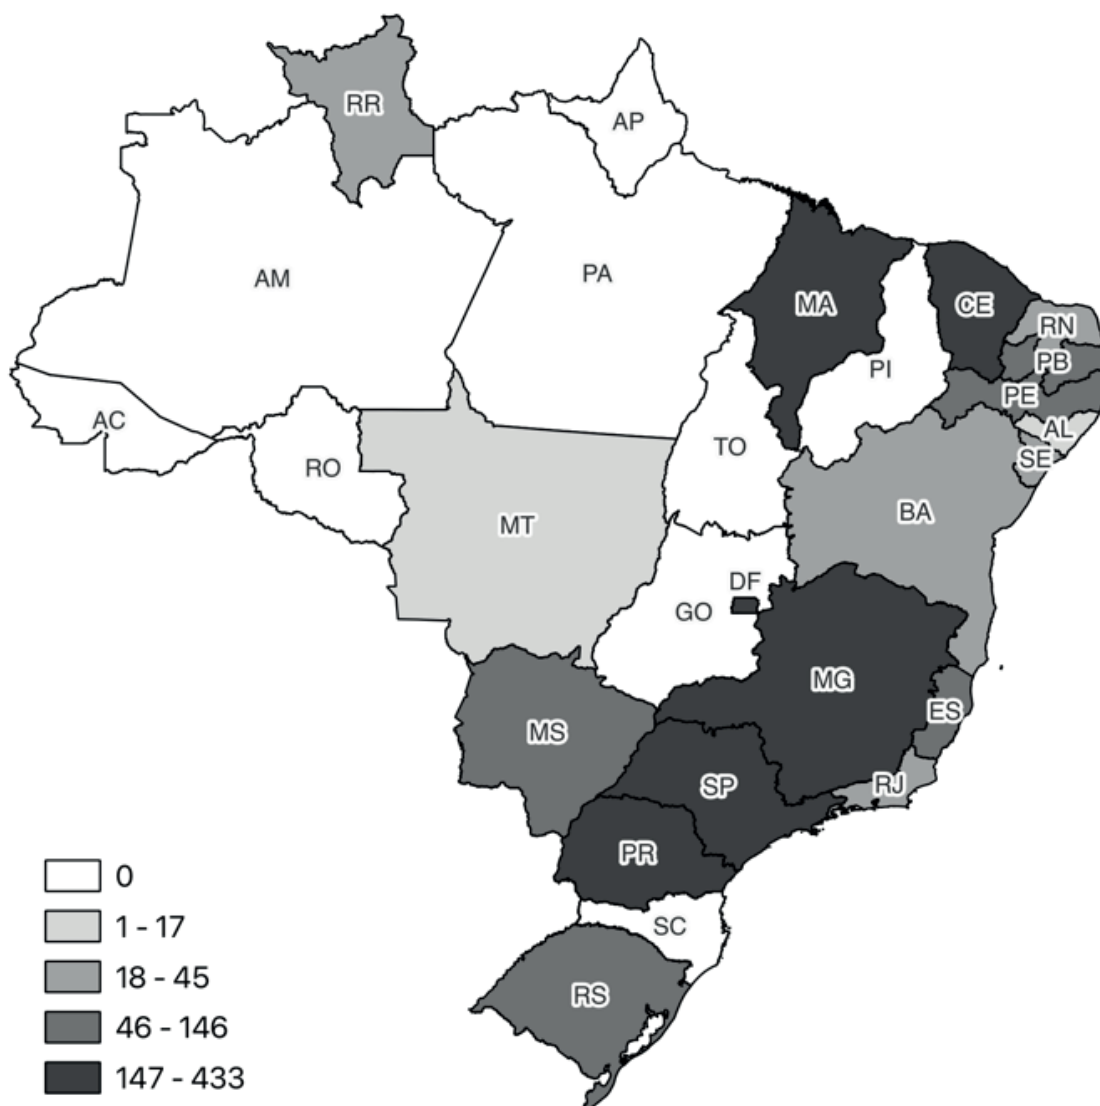 RR
AP
AM
PA
MA
CE
RN
PB
PI
PE
AC
AL
TO
SE
RO
BA
MT
DF
GO
MG
ES
MS
RJ
SP
PR
SC
RS
0
1 - 17
18 - 45
46 - 146
147 - 433